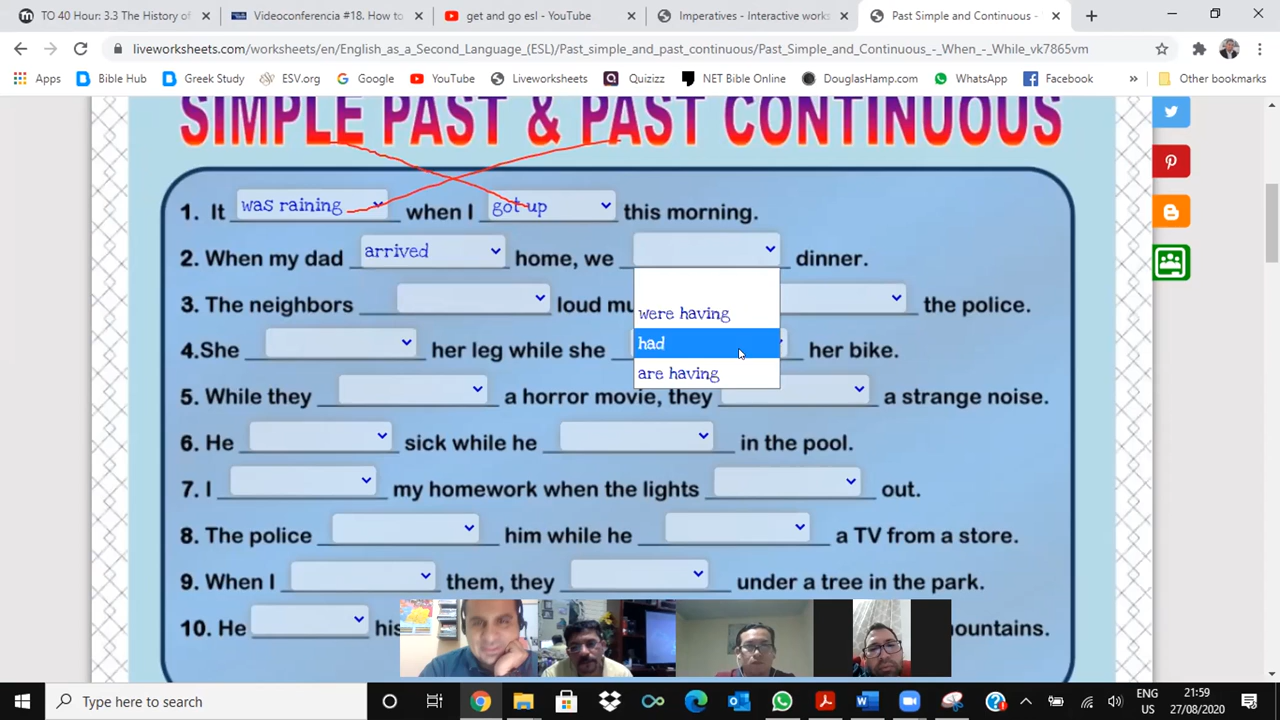 TO 40 Hour: 3.3 The History of
Videoconferencia #18. How to
get and go esl - YouTube
Imperatives - Interactive works
Past Simple and Continuous -
liveworksheets.com/worksheets/en/English_as_a_Second_Language_(ESL)/Past_simple_and_past_continuous/Past_Simple_and_Continuous_-_When_-_While_vk7865vm
Apps Bible Hub Greek Study ESV.org Google YouTube Liveworksheets Quizizz NET Bible Online DouglasHamp.com WhatsApp Facebook » Other bookmarks
SIMPLE PAST & PAST CONTINUOUS
1. It was raining when I got up this morning.
2. When my dad arrived home, we dinner.
were having
had
are having
3. The neighbors loud mu the police.
4.She her leg while she her bike.
5. While they a horror movie, they a strange noise.
6. He sick while he in the pool.
7. I my homework when the lights out.
8. The police him while he a TV from a store.
9. When I them, they under a tree in the park.
10. He his ountains.
Type here to search
ENG 21:59
US 27/08/2020